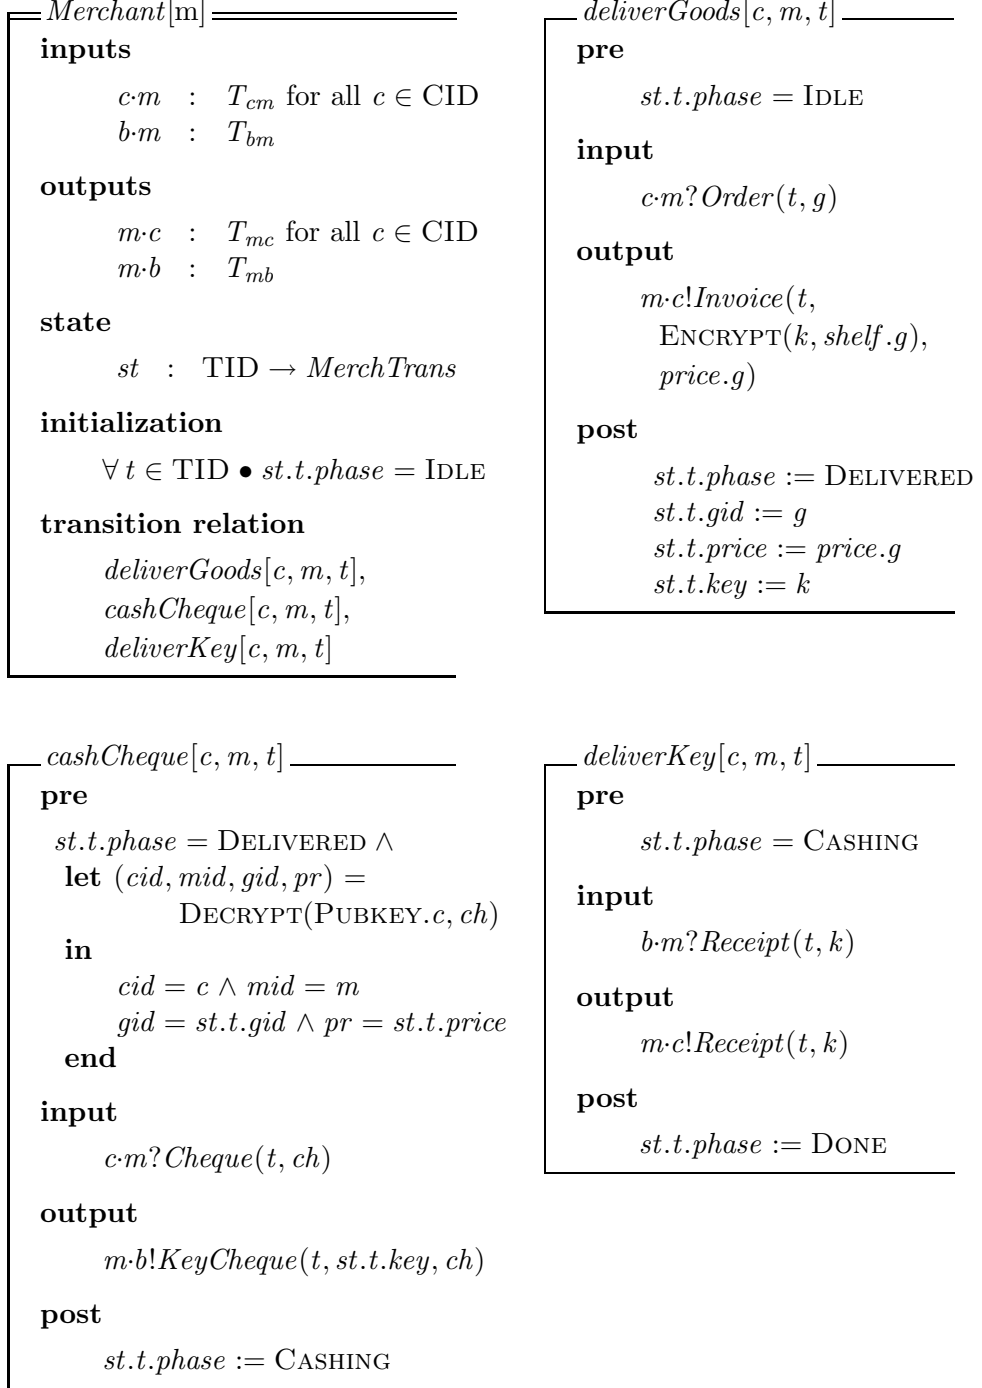 Merchant[m]
inputs
c·m : T_cm for all c ∈ CID
b·m : T_bm
outputs
m·c : T_mc for all c ∈ CID
m·b : T_mb
state
st : TID → MerchTrans
initialization
∀ t ∈ TID • st.t.phase = IDLE
transition relation
deliverGoods[c, m, t],
cashCheque[c, m, t],
deliverKey[c, m, t]
deliverGoods[c, m, t]
pre
st.t.phase = IDLE
input
c·m?Order(t, g)
output
m·c!Invoice(t,
ENCRYPT(k, shelf.g),
price.g)
post
st.t.phase := DELIVERED
st.t.gid := g
st.t.price := price.g
st.t.key := k
cashCheque[c, m, t]
pre
st.t.phase = DELIVERED ∧
let (cid, mid, gid, pr) =
DECRYPT(PUBKEY.c, ch)
in
cid = c ∧ mid = m
gid = st.t.gid ∧ pr = st.t.price
end
input
c·m?Cheque(t, ch)
output
m·b!KeyCheque(t, st.t.key, ch)
post
st.t.phase := CASHING
deliverKey[c, m, t]
pre
st.t.phase = CASHING
input
b·m?Receipt(t, k)
output
m·c!Receipt(t, k)
post
st.t.phase := DONE